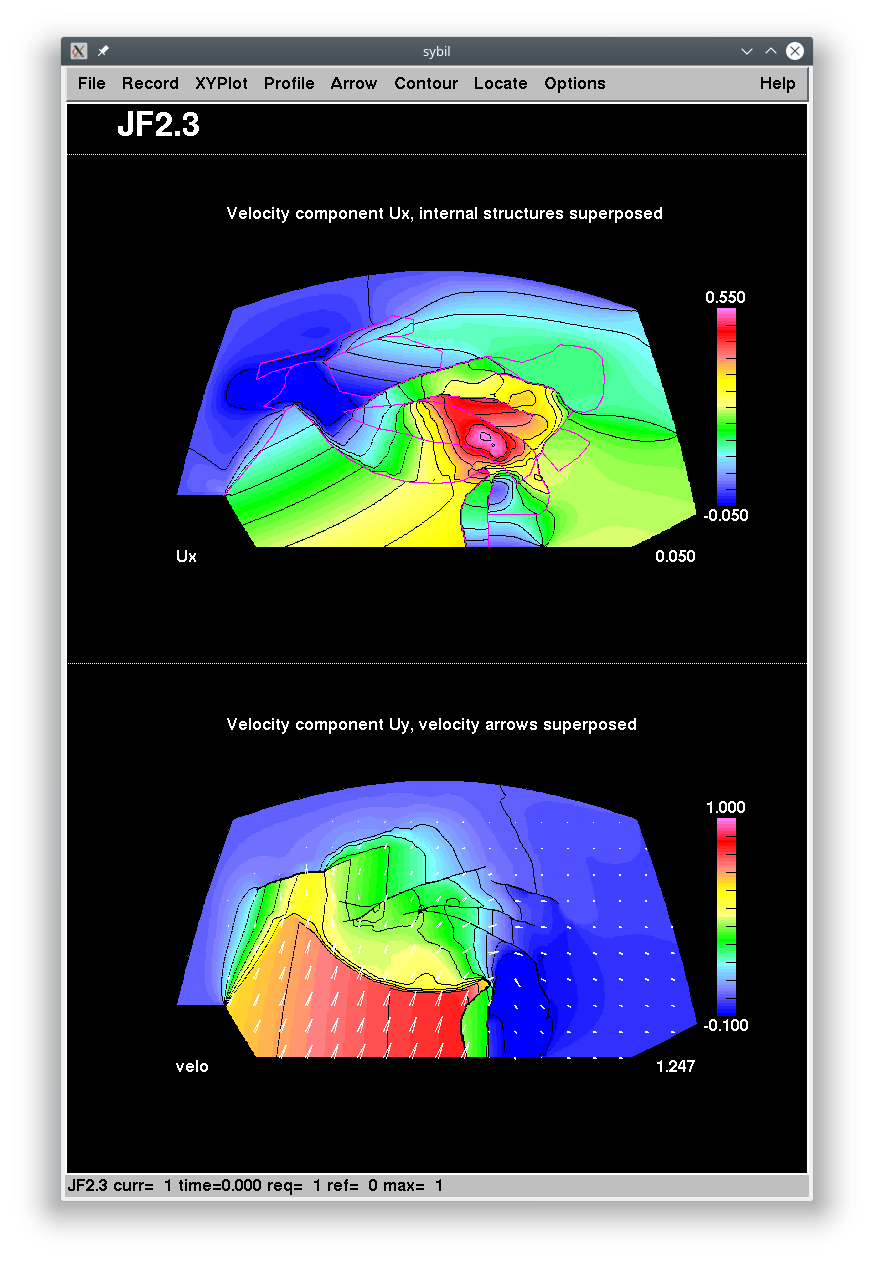 sybil
File Record XYPlot Profile Arrow Contour Locate Options Help
JF2.3
Velocity component Ux, internal structures superposed
0.550
-0.050
Ux 0.050
Velocity component Uy, velocity arrows superposed
1.000
-0.100
velo 1.247
JF2.3 curr= 1 time=0.000 req= 1 ref= 0 max= 1